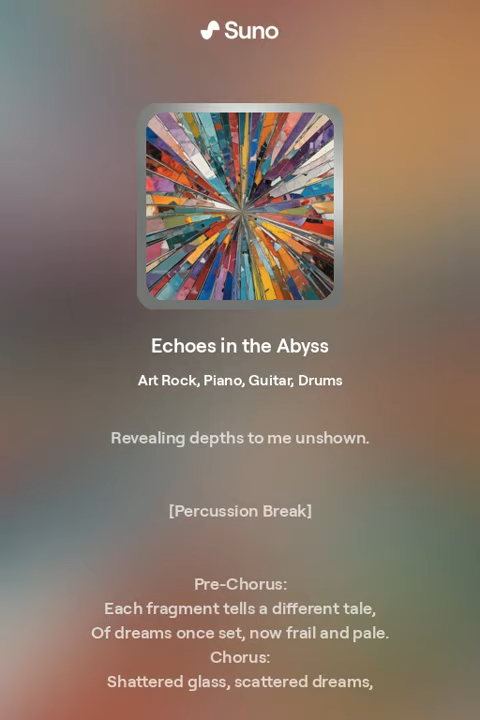 Suno
Echoes in the Abyss
Art Rock, Piano, Guitar, Drums
Revealing depths to me unshown.
[Percussion Break]
Pre-Chorus:
Each fragment tells a different tale,
Of dreams once set, now frail and pale.
Chorus:
Shattered glass, scattered dreams,